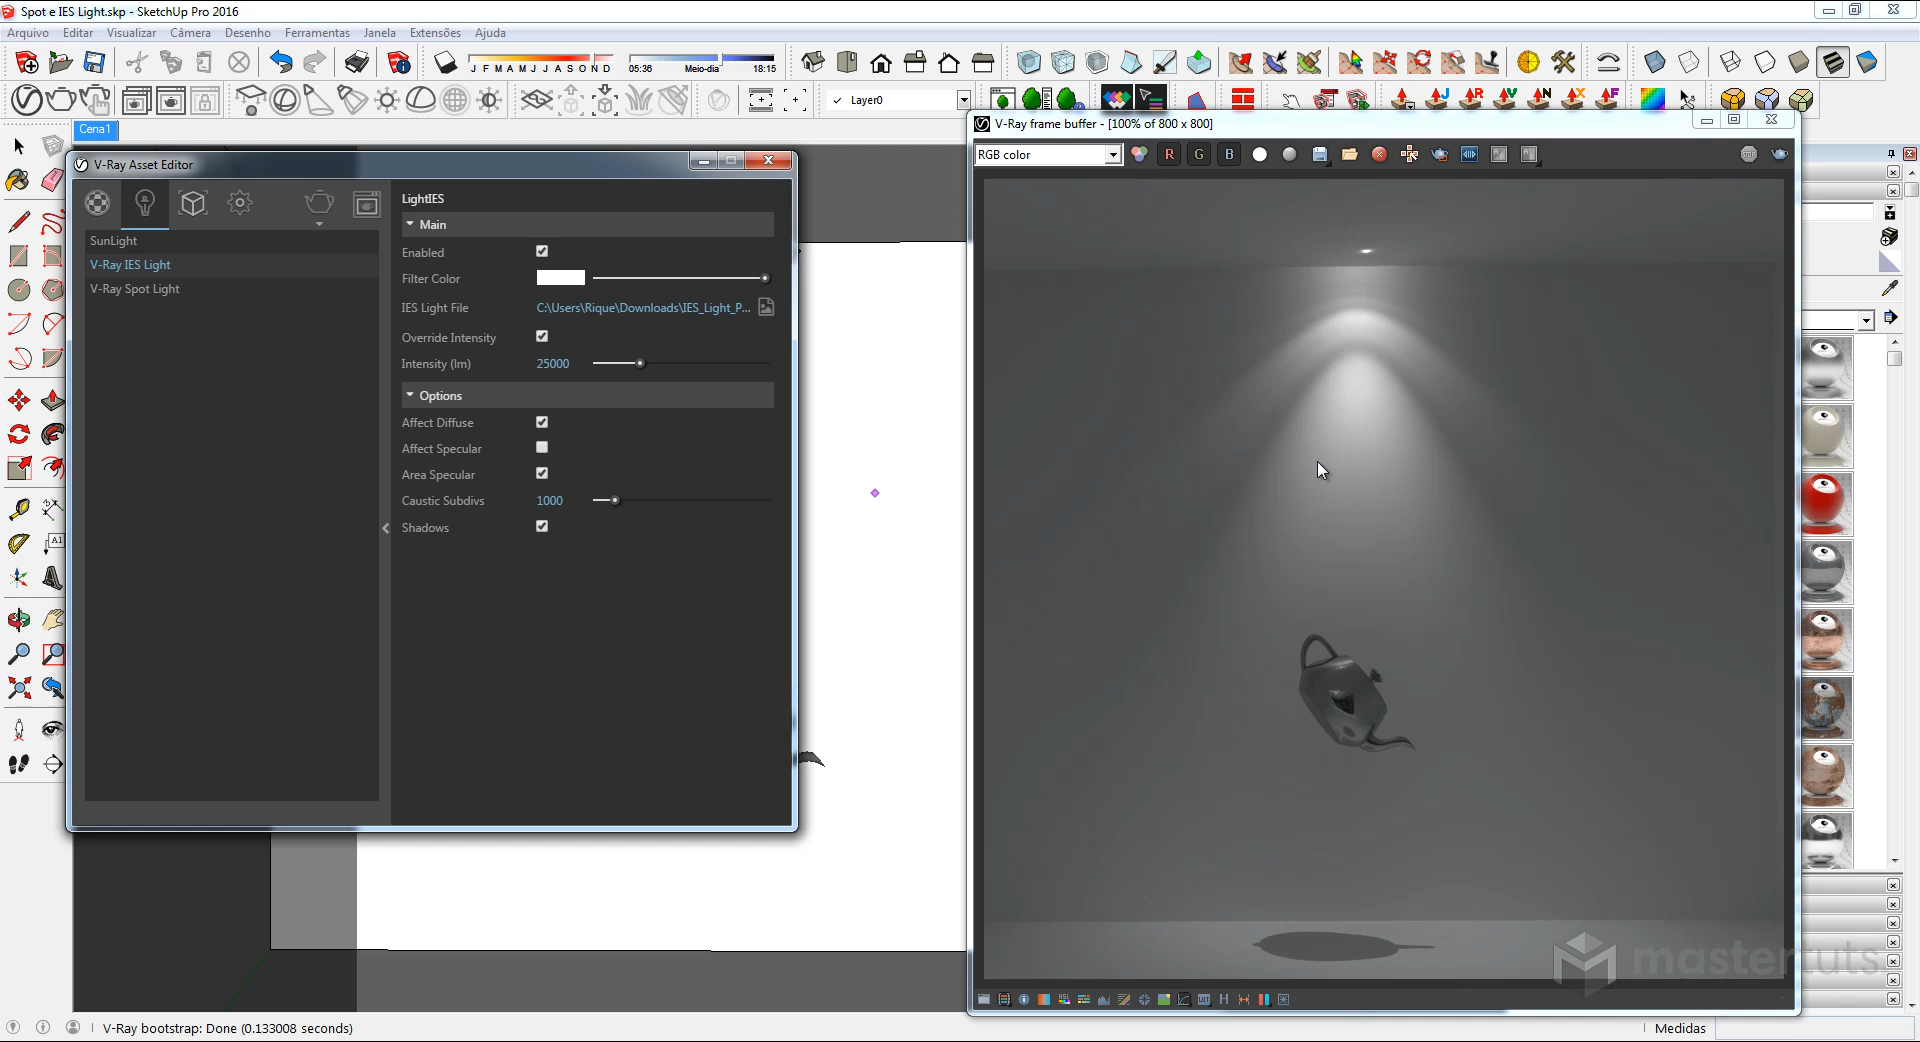 Spot e IES Light.skp - SketchUp Pro 2016
Arquivo Editar Visualizar Câmera Desenho Ferramentas Janela Extensões Ajuda
J F M A M J J A S O N D
05:36 Meio-dia 18:15
Layer0
Cena1
V-Ray Asset Editor
SunLight
V-Ray IES Light
V-Ray Spot Light
LightIES
Main
Enabled
Filter Color
IES Light File C:\Users\Rique\Downloads\IES_Light_P...
Override Intensity
Intensity (lm) 25000
Options
Affect Diffuse
Affect Specular
Area Specular
Caustic Subdivs 1000
Shadows
V-Ray frame buffer - [100% of 800 x 800]
RGB color
R G B
A1
J R V N X F
H
mastertuts
V-Ray bootstrap: Done (0.133008 seconds)
Medidas